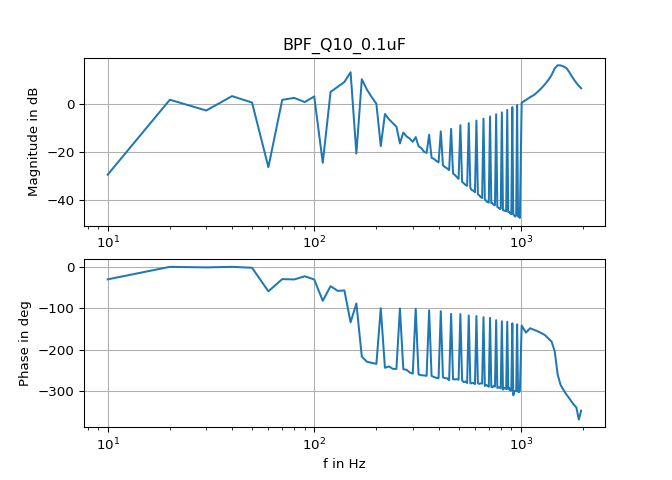 BPF_Q10_0.1uF
Magnitude in dB
0
−20
−40
10¹ 10² 10³
Phase in deg
0
−100
−200
−300
10¹ 10² 10³
f in Hz